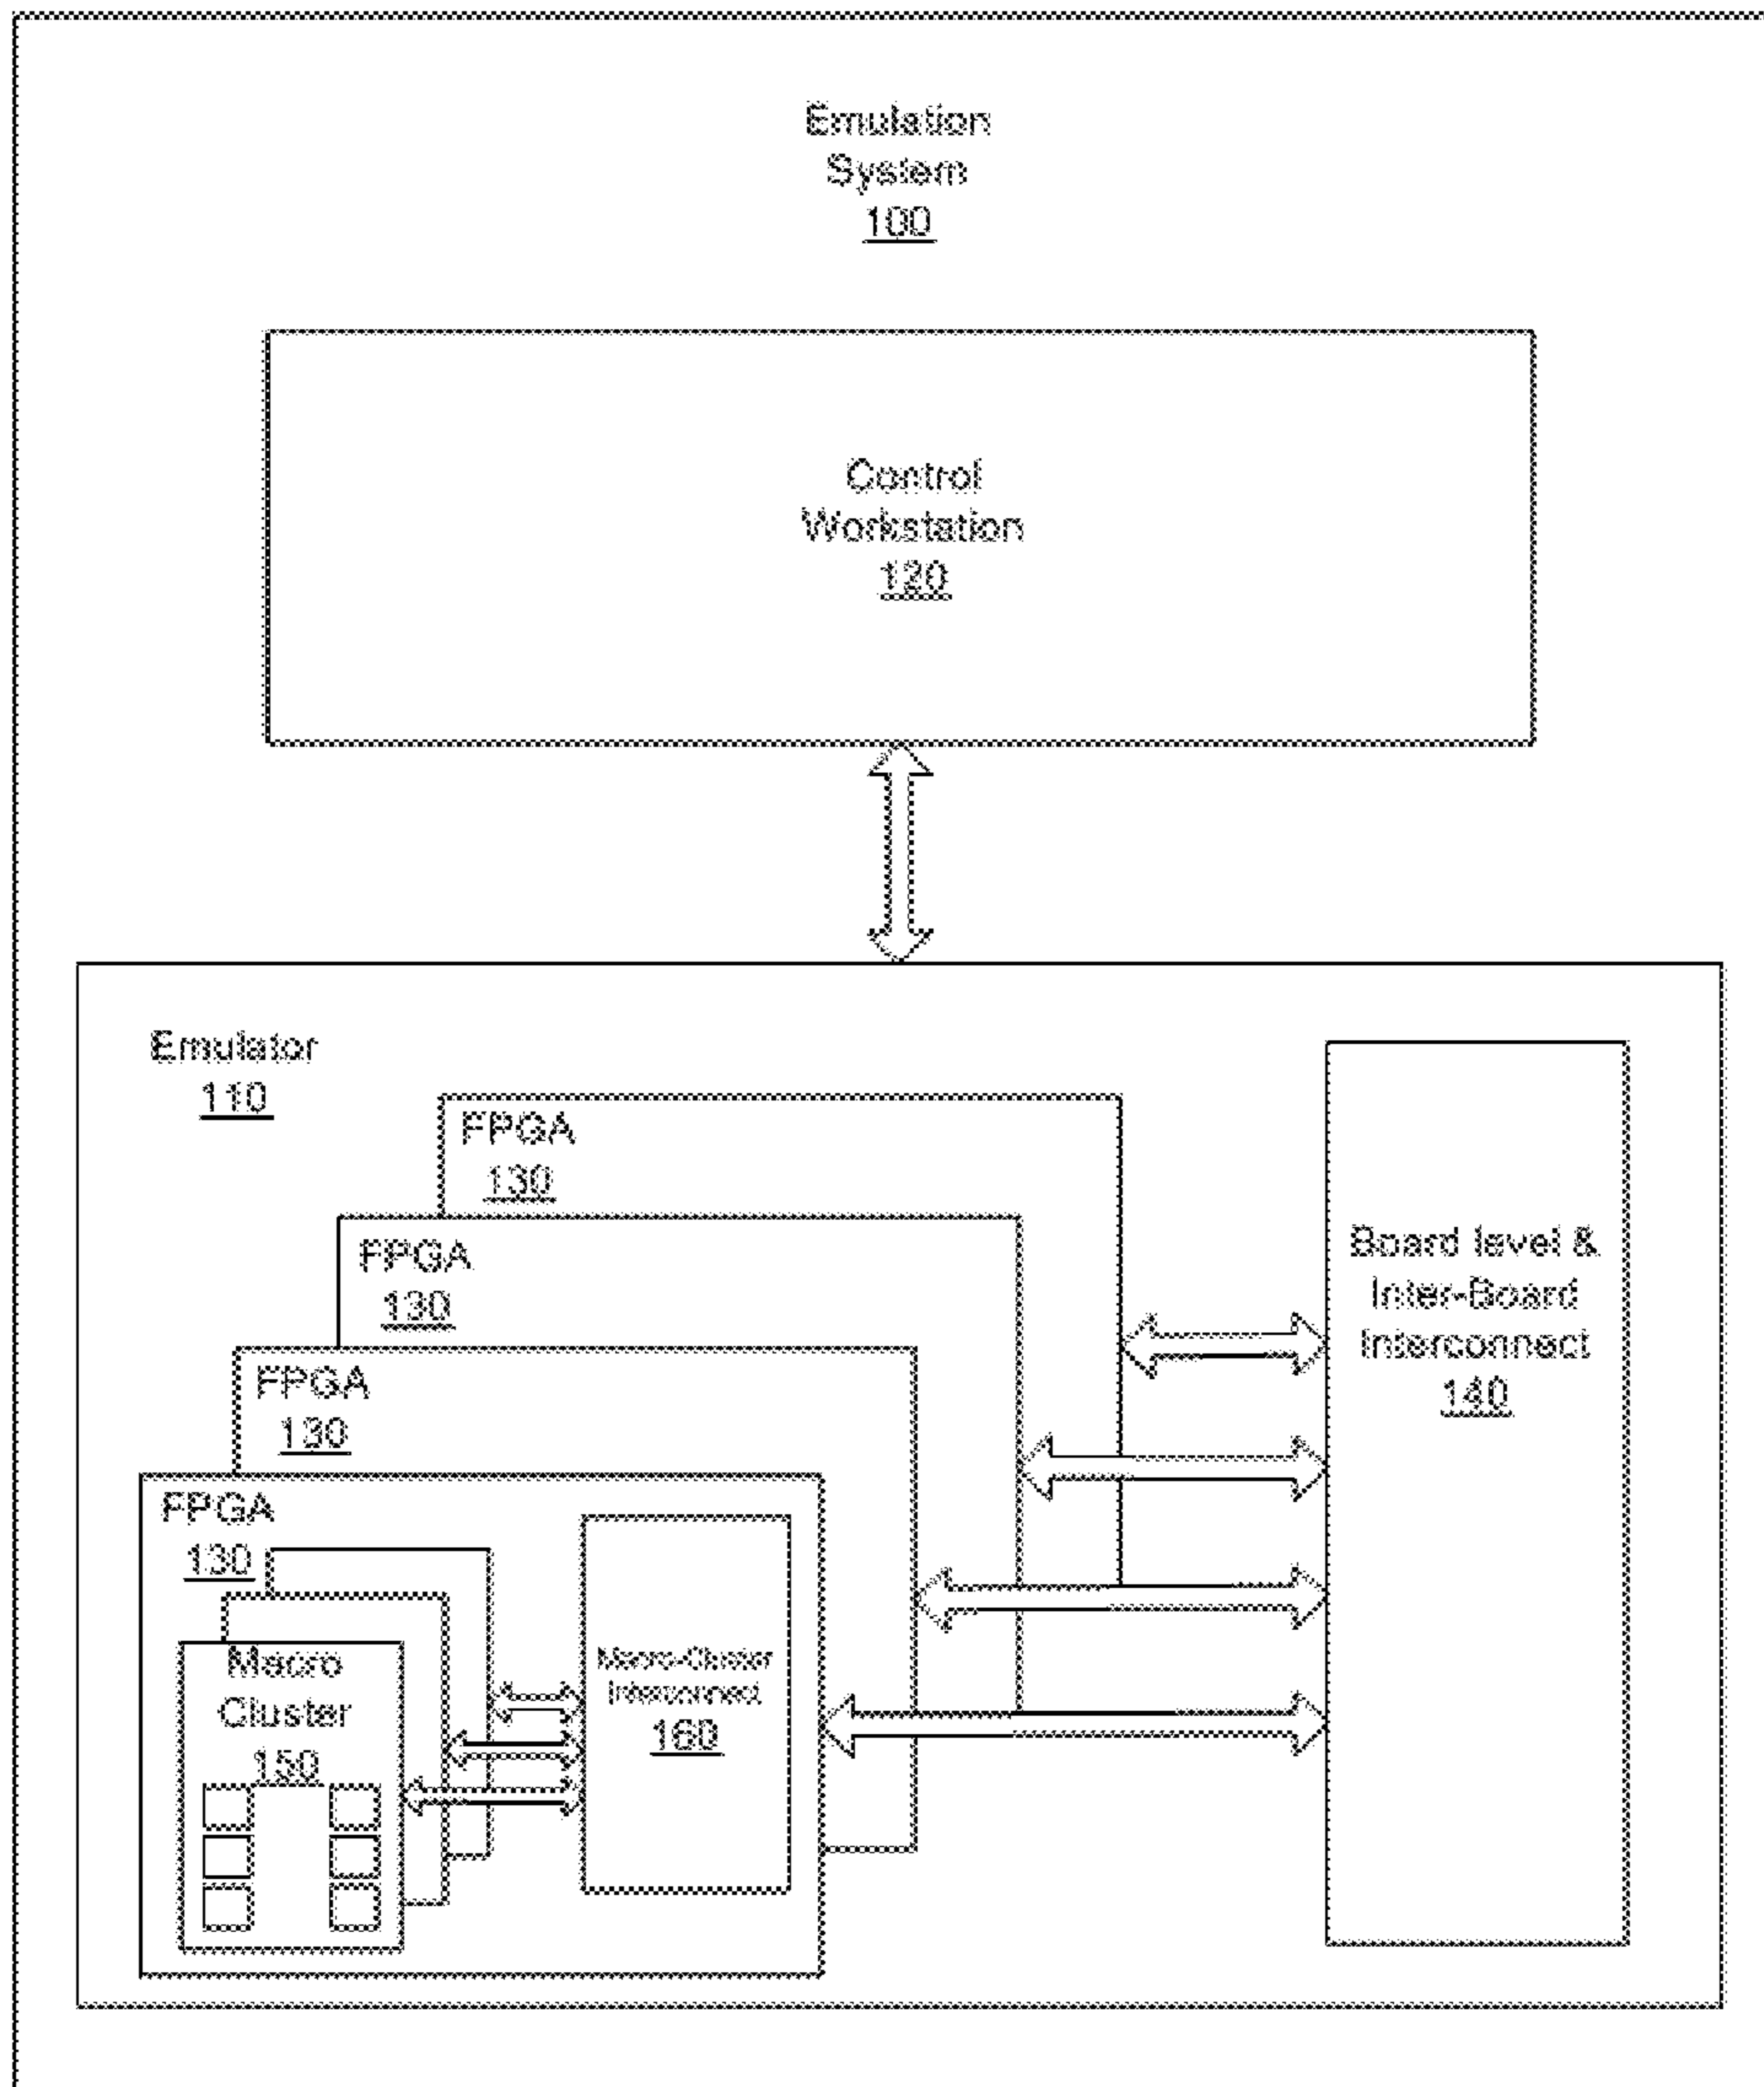 Emulation
System
100
Control
Workstation
120
Emulator
110
FPGA
130
FPGA
130
FPGA
130
FPGA
130
Board level &
Inter-Board
Interconnect
140
Macro
Cluster
150
Macro-Cluster
Interconnect
160